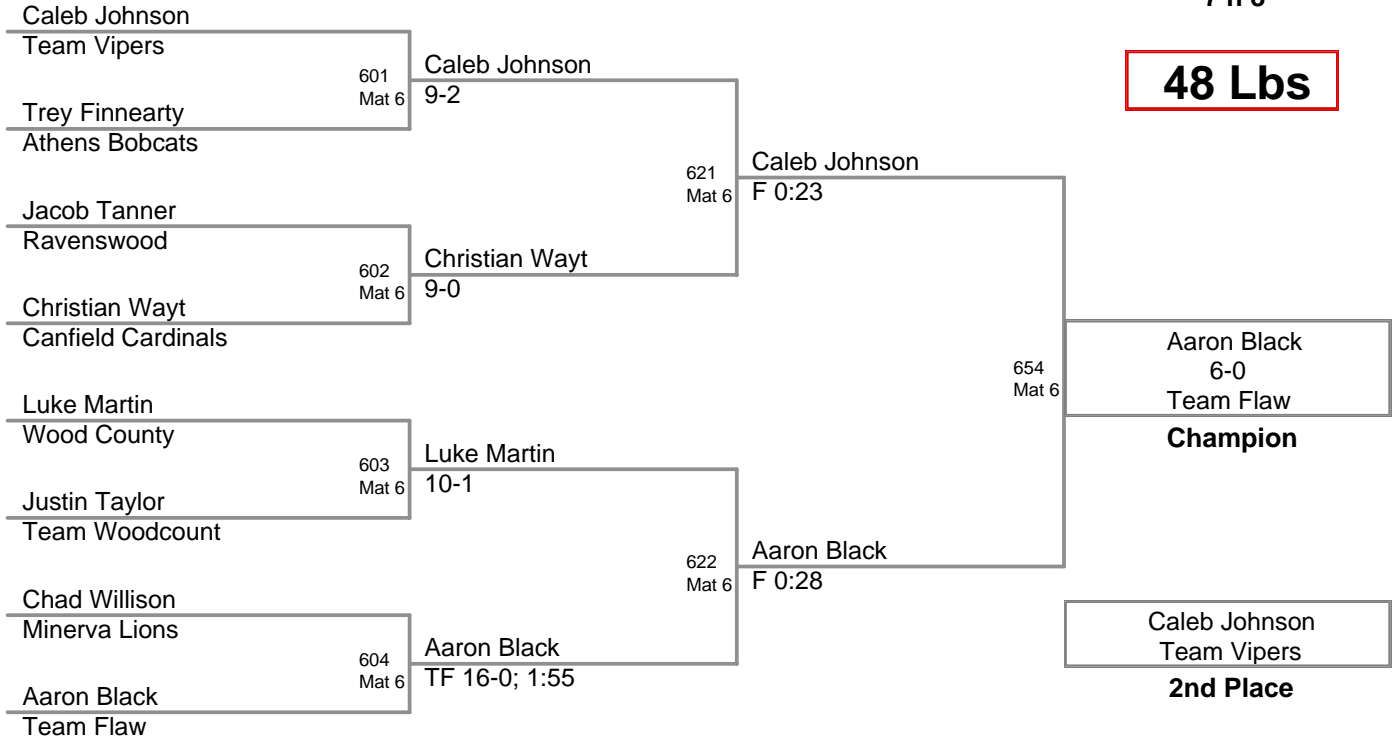 7 n 8
48 Lbs
Caleb Johnson
Team Vipers
601
Mat 6
Trey Finnearty
Athens Bobcats
Caleb Johnson
9-2
Jacob Tanner
Ravenswood
602
Mat 6
Christian Wayt
Canfield Cardinals
Christian Wayt
9-0
621
Mat 6
Caleb Johnson
F 0:23
Luke Martin
Wood County
603
Mat 6
Justin Taylor
Team Woodcount
Luke Martin
10-1
Chad Willison
Minerva Lions
604
Mat 6
Aaron Black
Team Flaw
Aaron Black
TF 16-0; 1:55
622
Mat 6
Aaron Black
F 0:28
654
Mat 6
Aaron Black
6-0
Team Flaw
Champion
Caleb Johnson
Team Vipers
2nd Place